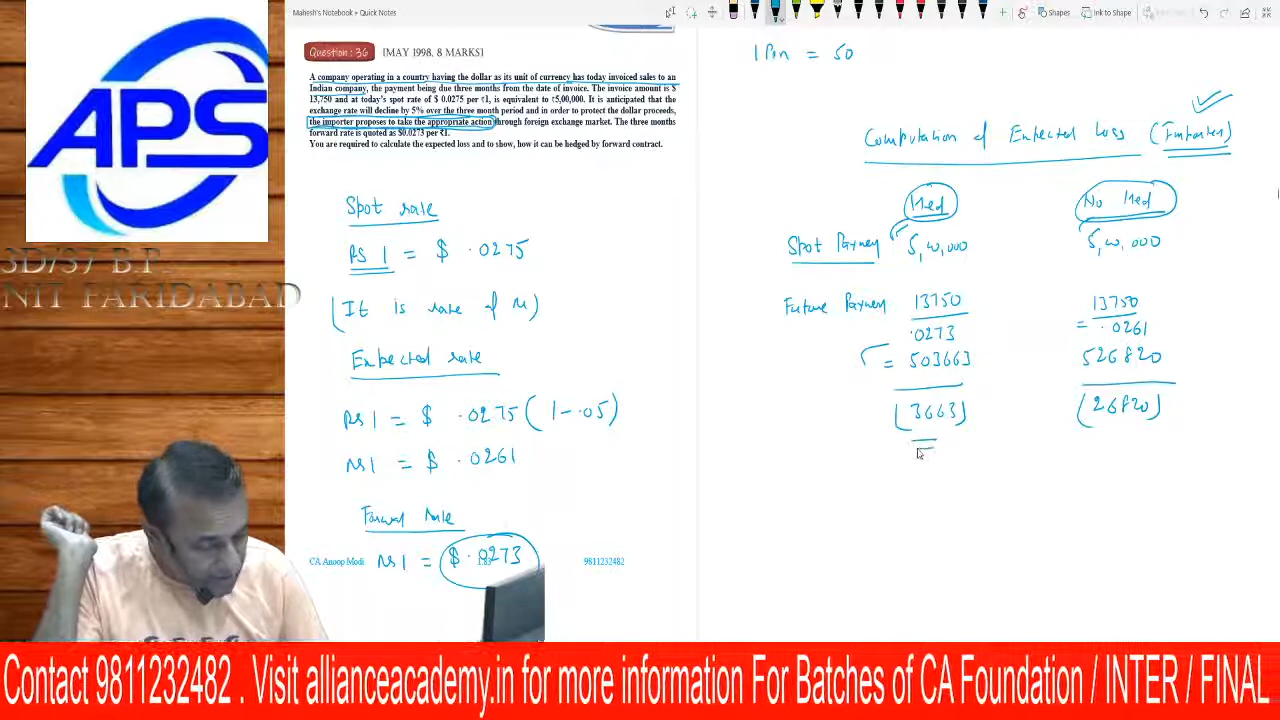 Mahesh's Notebook • Quick Notes
Shapes
Ink to Shape
APS
3D/37 B.P.
NIT FARIDABAD
Question : 36 [MAY 1998, 8 MARKS]
A company operating in a country having the dollar as its unit of currency has today invoiced sales to an
Indian company, the payment being due three months from the date of invoice. The invoice amount is $
13,750 and at today's spot rate of $ 0.0275 per ₹1, is equivalent to ₹5,00,000. It is anticipated that the
exchange rate will decline by 5% over the three month period and in order to protect the dollar proceeds,
the importer proposes to take the appropriate action through foreign exchange market. The three months
forward rate is quoted as $0.0273 per ₹1.
You are required to calculate the expected loss and to show, how it can be hedged by forward contract.
Spot rate
RS 1 = $ .0275
(It is rate of
Expected rate
RS 1 = $ .0275 (1-.05)
RS 1 = $ .0261
Forward rate
RS 1 = $ .0273
CA Anoop Modi
1.83
9811232482
= 50
Computation of Expected Loss (Importer)
Hed No Hed
Spot Payment 5,00,000 5,00,000
Future Payment 13750 13750
.0273 = .0261
= 503663 526820
(3663) (26820)
Contact 9811232482 . Visit allianceacademy.in for more information For Batches of CA Foundation / INTER / FINAL